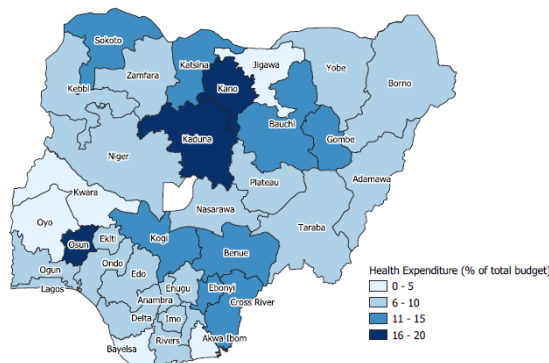 Sokoto
Katsina
Jigawa
Yobe
Borno
Zamfara
Kano
Kebbi
Bauchi
Gombe
Kaduna
Niger
Adamawa
Plateau
Kwara
Nasarawa
Taraba
Oyo
Osun
Ekiti
Kogi
Benue
Ogun
Ondo
Edo
Enugu
Ebonyi
Lagos
Anambra
Cross River
Delta
Imo
Rivers
Akwa Ibom
Bayelsa
Health Expenditure (% of total budget)
0 - 5
6 - 10
11 - 15
16 - 20